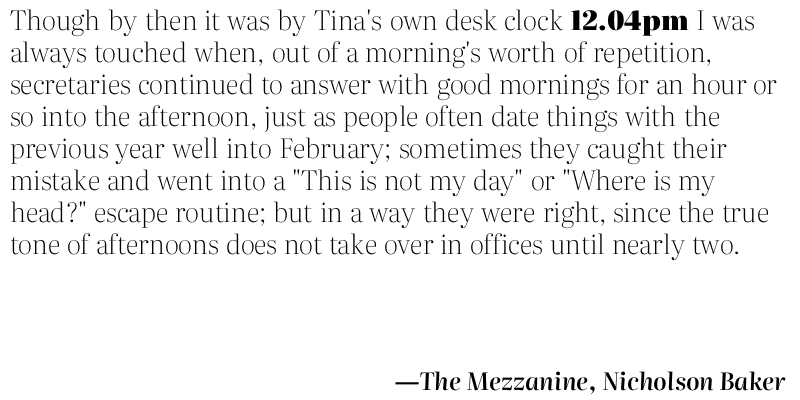 Though by then it was by Tina's own desk clock 12.04pm I was
always touched when, out of a morning's worth of repetition,
secretaries continued to answer with good mornings for an hour or
so into the afternoon, just as people often date things with the
previous year well into February; sometimes they caught their
mistake and went into a "This is not my day" or "Where is my
head?" escape routine; but in a way they were right, since the true
tone of afternoons does not take over in offices until nearly two.
—The Mezzanine, Nicholson Baker